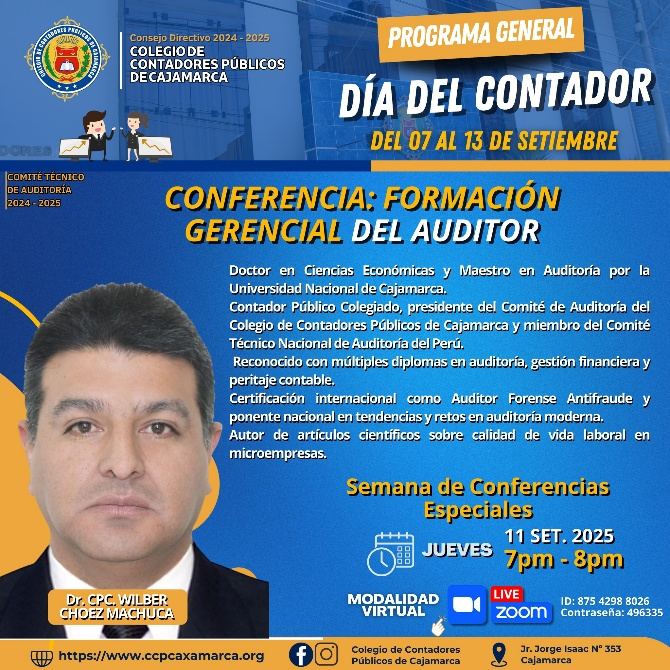 Consejo Directivo 2024 - 2025
COLEGIO DE
CONTADORES PÚBLICOS
DE CAJAMARCA
PROGRAMA GENERAL
DÍA DEL CONTADOR
DEL 07 AL 13 DE SETIEMBRE
COMITÉ TÉCNICO
DE AUDITORÍA
2024 - 2025
CONFERENCIA: FORMACIÓN
GERENCIAL DEL AUDITOR
Doctor en Ciencias Económicas y Maestro en Auditoría por la
Universidad Nacional de Cajamarca.
Contador Público Colegiado, presidente del Comité de Auditoría del
Colegio de Contadores Públicos de Cajamarca y miembro del Comité
Técnico Nacional de Auditoría del Perú.
Reconocido con múltiples diplomas en auditoría, gestión financiera y
peritaje contable.
Certificación internacional como Auditor Forense Antifraude y
ponente nacional en tendencias y retos en auditoría moderna.
Autor de artículos científicos sobre calidad de vida laboral en
microempresas.
Semana de Conferencias
Especiales
JUEVES
11 SET. 2025
7pm - 8pm
Dr. CPC. WILBER
CHOEZ MACHUCA
MODALIDAD
VIRTUAL
LIVE
zoom
ID: 875 4298 8026
Contraseña: 496335
https://www.ccpcaxamarca.org
Colegio de Contadores
Públicos de Cajamarca
Jr. Jorge Isaac N° 353
Cajamarca